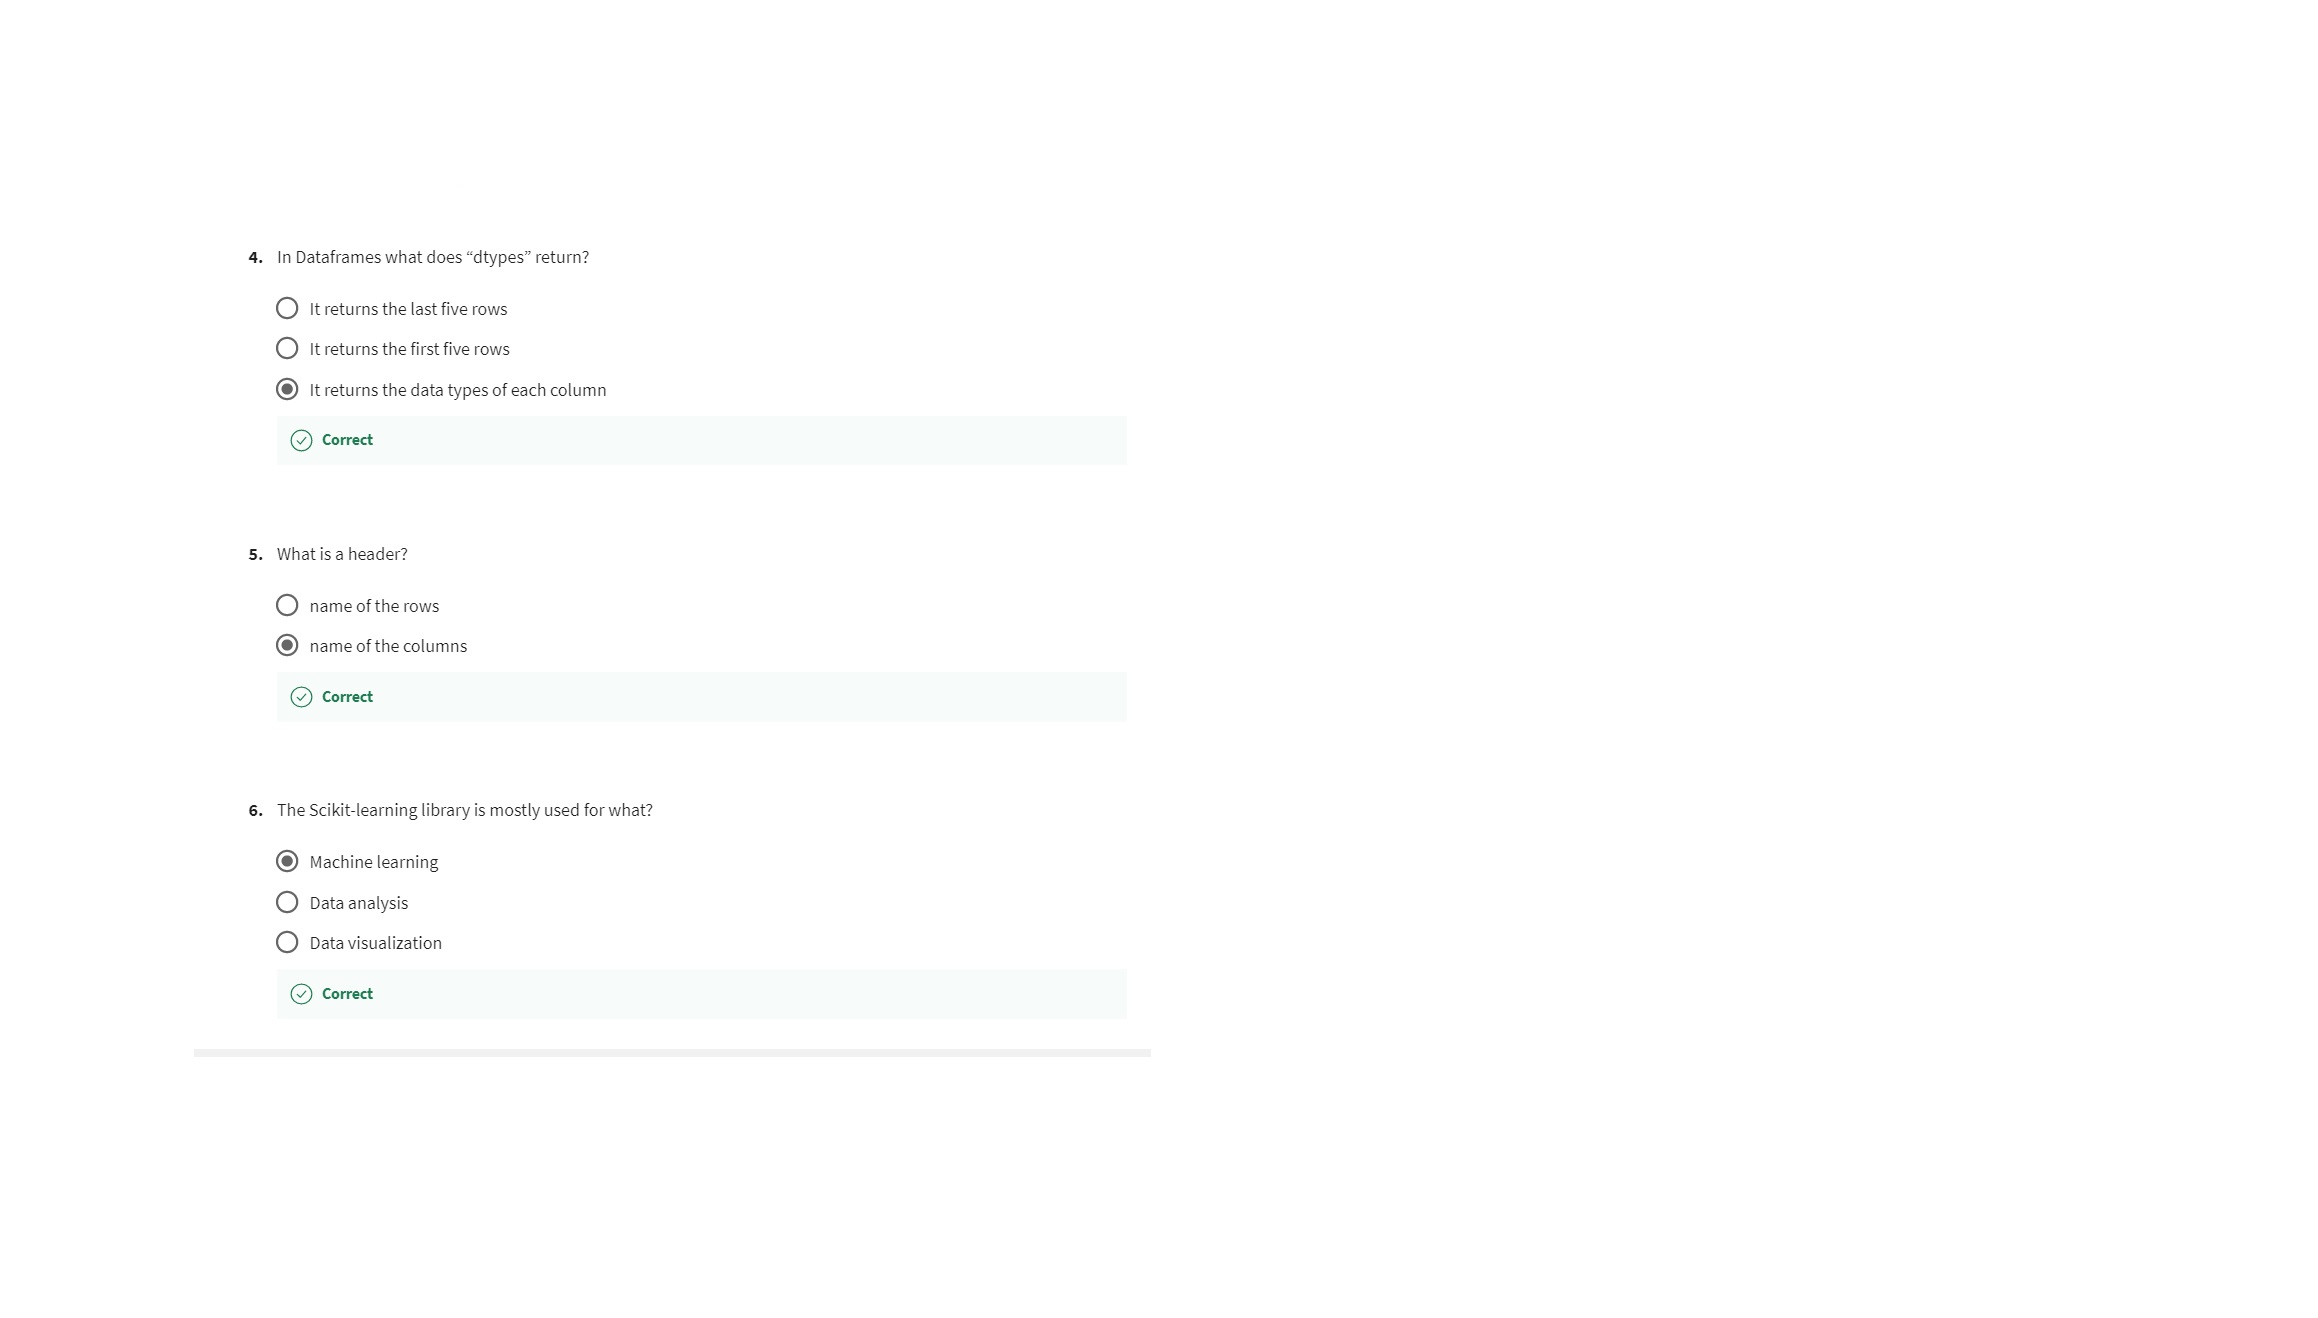 4. In Dataframes what does “dtypes” return?
It returns the last five rows
It returns the first five rows
It returns the data types of each column
Correct
5. What is a header?
name of the rows
name of the columns
Correct
6. The Scikit-learning library is mostly used for what?
Machine learning
Data analysis
Data visualization
Correct